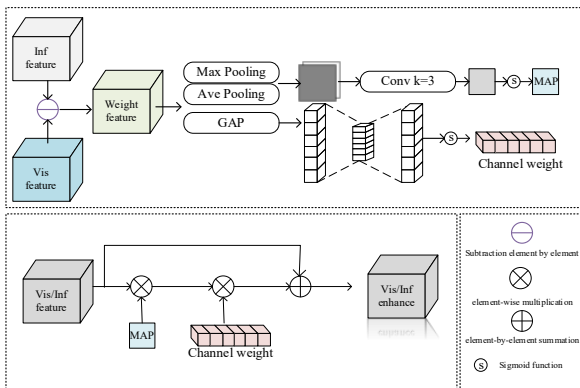 Inf
feature
Weight
feature
Vis
feature
Max Pooling
Ave Pooling
GAP
Conv k=3
S
MAP
S
Channel weight
Vis/Inf
feature
MAP
Channel weight
Vis/Inf
enhance
Subtraction element by element
element-wise multiplication
element-by-element summation
S
Sigmoid function